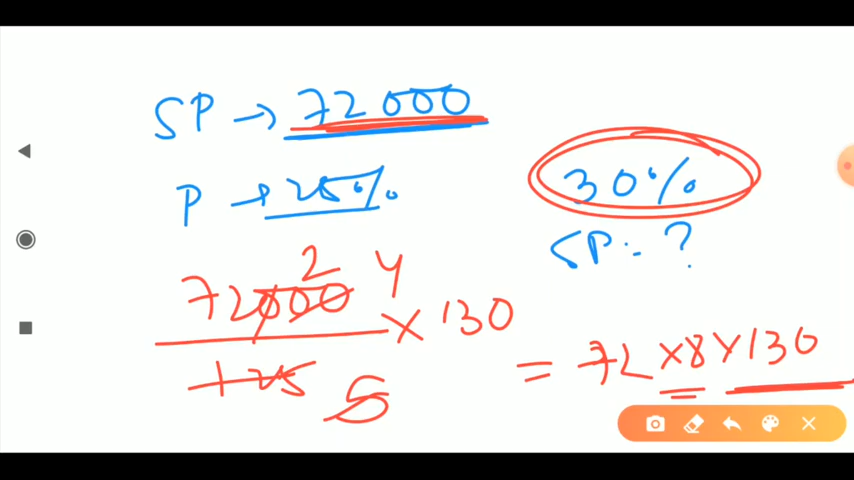 SP → 72000
P → 25%
30%
SP = ?
2 4
72000 × 130
125 5
= 72 × 8 × 130